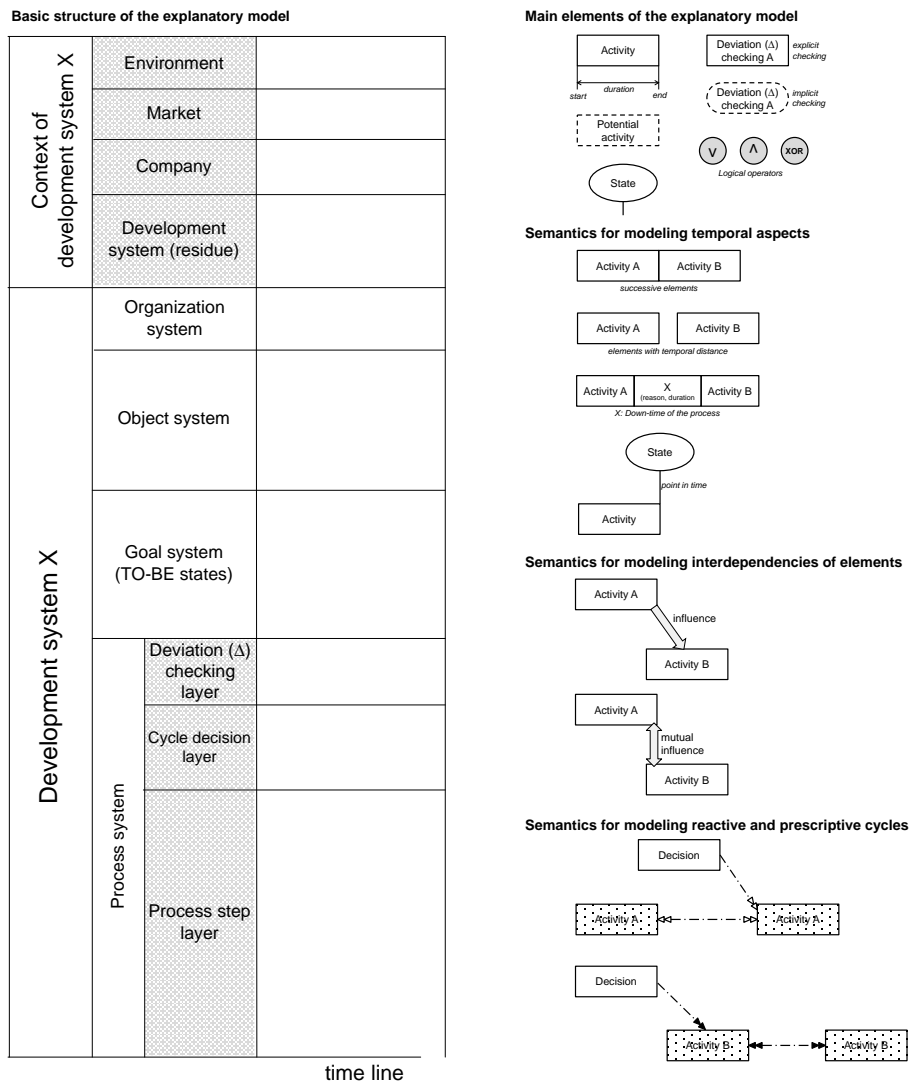 Basic structure of the explanatory model
Context of
development system X
Environment
Market
Company
Development
system (residue)
Development system X
Organization
system
Object system
Goal system
(TO-BE states)
Process system
Deviation (Δ)
checking
layer
Cycle decision
layer
Process step
layer
time line
Main elements of the explanatory model
Activity
start
duration
end
Deviation (Δ)
checking A
explicit
checking
Potential
activity
Deviation (Δ)
checking A
implicit
checking
State
V
Λ
XOR
Logical operators
Semantics for modeling temporal aspects
Activity A
Activity B
successive elements
Activity A
Activity B
elements with temporal distance
Activity A
X
(reason, duration
Activity B
X: Down-time of the process
State
point in time
Activity
Semantics for modeling interdependencies of elements
Activity A
influence
Activity B
Activity A
mutual
influence
Activity B
Semantics for modeling reactive and prescriptive cycles
Decision
Activity A
Activity A
Decision
Activity B
Activity B